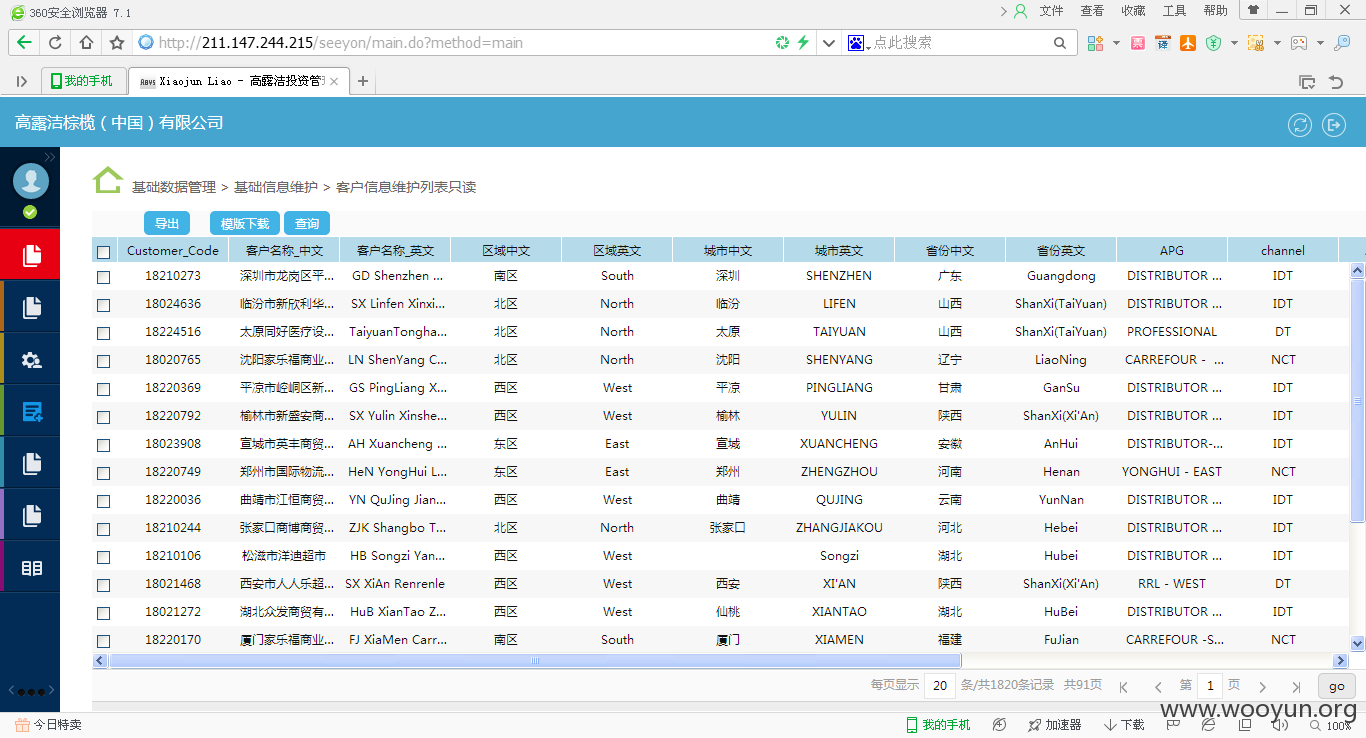 360安全浏览器 7.1 文件 查看 收藏 工具 帮助
http://211.147.244.215/seeyon/main.do?method=main 点此搜索
我的手机 Xiaojun Liao - 高露洁投资管
高露洁棕榄（中国）有限公司
基础数据管理 > 基础信息维护 > 客户信息维护列表只读
导出 模版下载 查询
Customer_Code 客户名称_中文 客户名称_英文 区域中文 区域英文 城市中文 城市英文 省份中文 省份英文 APG channel
18210273 深圳市龙岗区平... GD Shenzhen ... 南区 South 深圳 SHENZHEN 广东 Guangdong DISTRIBUTOR ... IDT
18024636 临汾市新欣利华... SX Linfen Xinxi... 北区 North 临汾 LIFEN 山西 ShanXi(TaiYuan) DISTRIBUTOR ... IDT
18224516 太原同好医疗设... TaiyuanTongha... 北区 North 太原 TAIYUAN 山西 ShanXi(TaiYuan) PROFESSIONAL DT
18020765 沈阳家乐福商业... LN ShenYang C... 北区 North 沈阳 SHENYANG 辽宁 LiaoNing CARREFOUR - ... NCT
18220369 平凉市崆峒区新... GS PingLiang X... 西区 West 平凉 PINGLIANG 甘肃 GanSu DISTRIBUTOR ... IDT
18220792 榆林市新盛安商... SX Yulin Xinshe... 西区 West 榆林 YULIN 陕西 ShanXi(Xi'An) DISTRIBUTOR ... IDT
18023908 宣城市英丰商贸... AH Xuancheng ... 东区 East 宣城 XUANCHENG 安徽 AnHui DISTRIBUTOR-... IDT
18220749 郑州市国际物流... HeN YongHui L... 东区 East 郑州 ZHENGZHOU 河南 Henan YONGHUI - EAST NCT
18220036 曲靖市江恒商贸... YN QuJing Jian... 西区 West 曲靖 QUJING 云南 YunNan DISTRIBUTOR ... IDT
18210244 张家口商博商贸... ZJK Shangbo T... 北区 North 张家口 ZHANGJIAKOU 河北 Hebei DISTRIBUTOR ... IDT
18210106 松滋市洋迪超市 HB Songzi Yan... 西区 West Songzi 湖北 Hubei DISTRIBUTOR ... IDT
18021468 西安市人人乐超... SX XiAn Renrenle 西区 West 西安 XI'AN 陕西 ShanXi(Xi'An) RRL - WEST DT
18021272 湖北众发商贸有... HuB XianTao Z... 西区 West 仙桃 XIANTAO 湖北 HuBei DISTRIBUTOR ... IDT
18220170 厦门家乐福商业... FJ XiaMen Carr... 南区 South 厦门 XIAMEN 福建 FuJian CARREFOUR -S... NCT
每页显示 20 条/共1820条记录 共91页 第 1 页 go
www.wooyun.org
今日特卖 我的手机 加速器 下载 100%